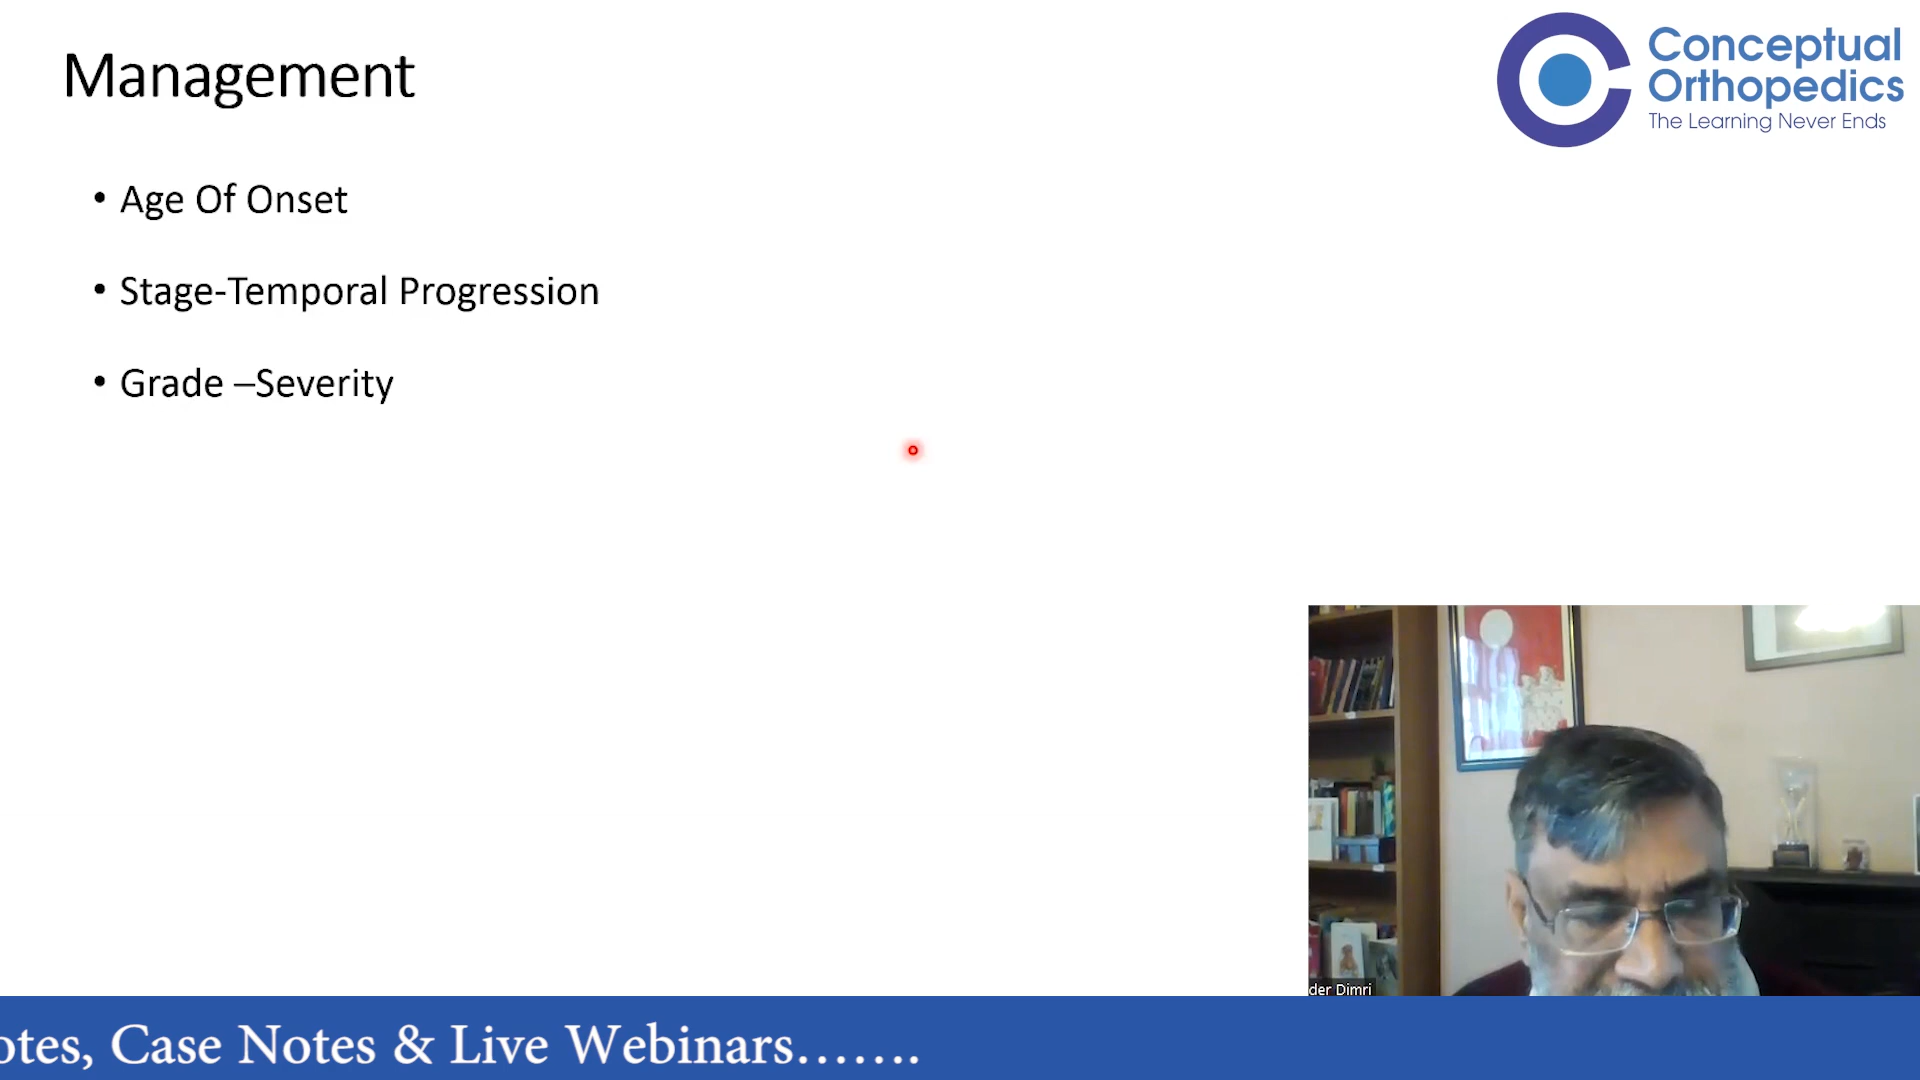 Management
Conceptual
Orthopedics
The Learning Never Ends
• Age Of Onset
• Stage-Temporal Progression
• Grade –Severity
der Dimri
otes, Case Notes & Live Webinars.......